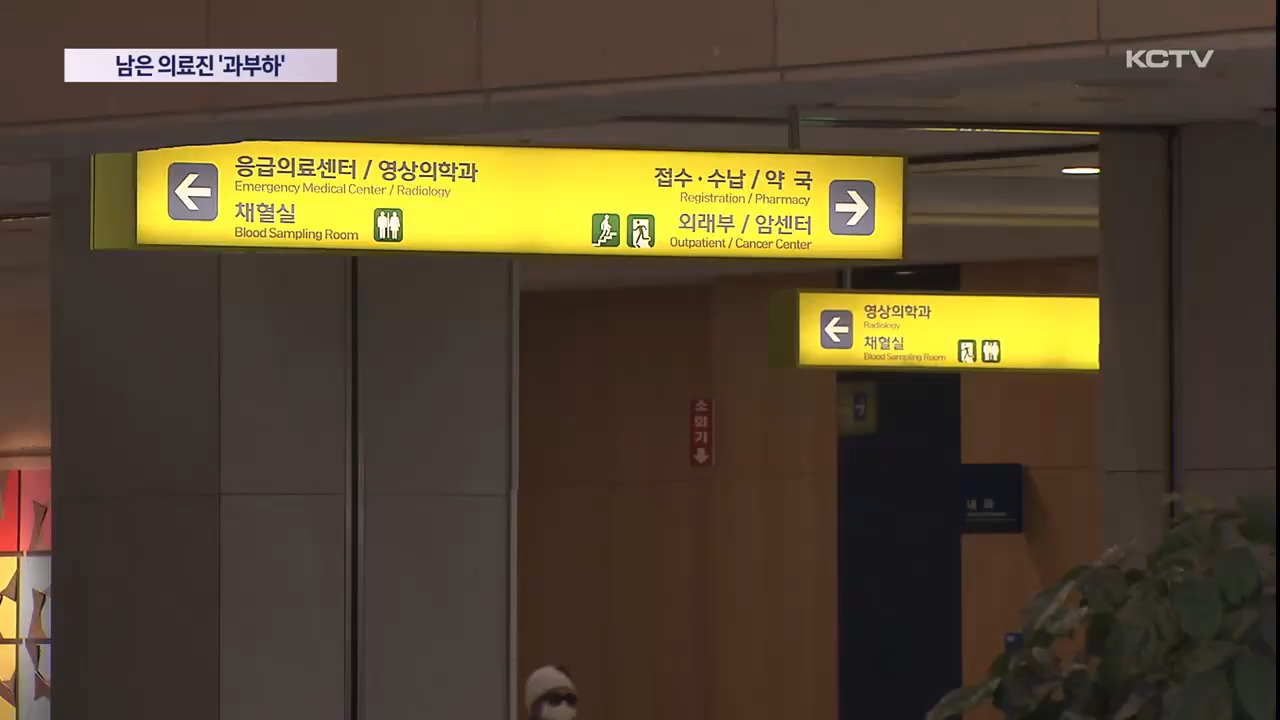 남은 의료진 '과부하'
KCTV
응급의료센터 / 영상의학과
Emergency Medical Center / Radiology
채혈실
Blood Sampling Room
접수·수납 / 약 국
Registration / Pharmacy
외래부 / 암센터
Outpatient / Cancer Center
영상의학과
Radiology
채혈실
Blood Sampling Room
소화기
7
내 과